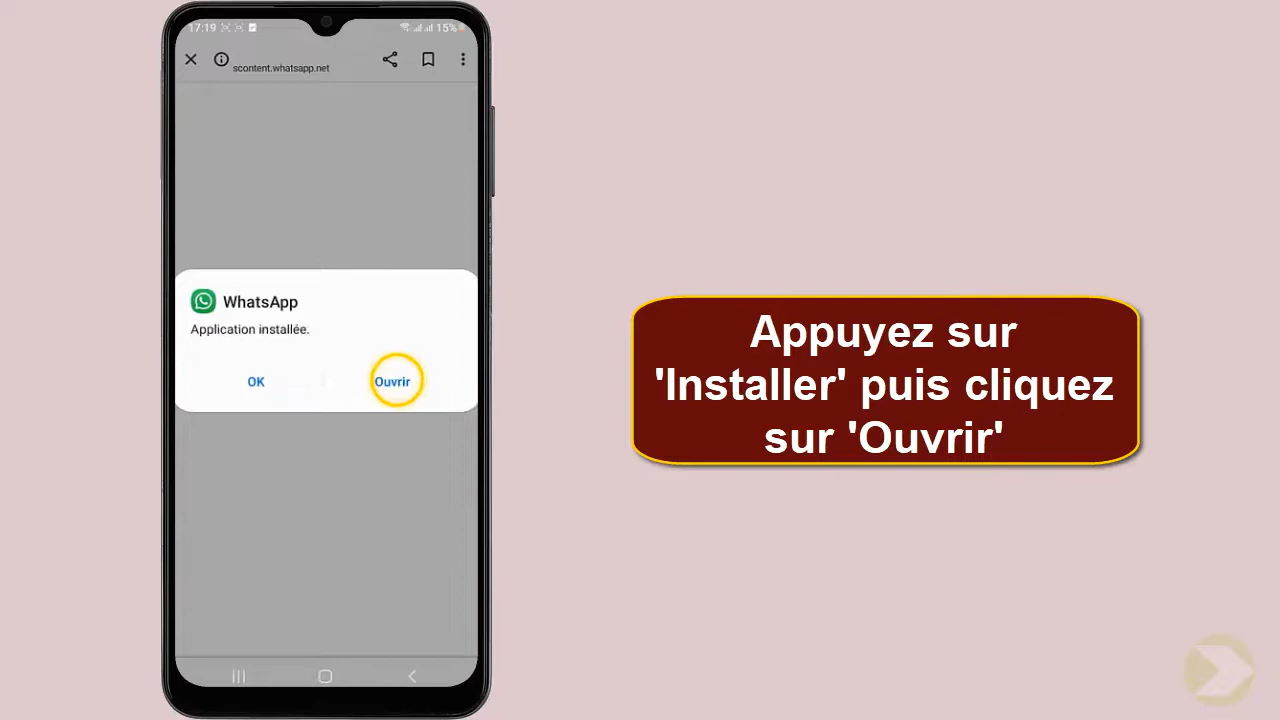 17:19
15%
scontent.whatsapp.net
WhatsApp
Application installée.
OK
Ouvrir
Appuyez sur
'Installer' puis cliquez
sur 'Ouvrir'